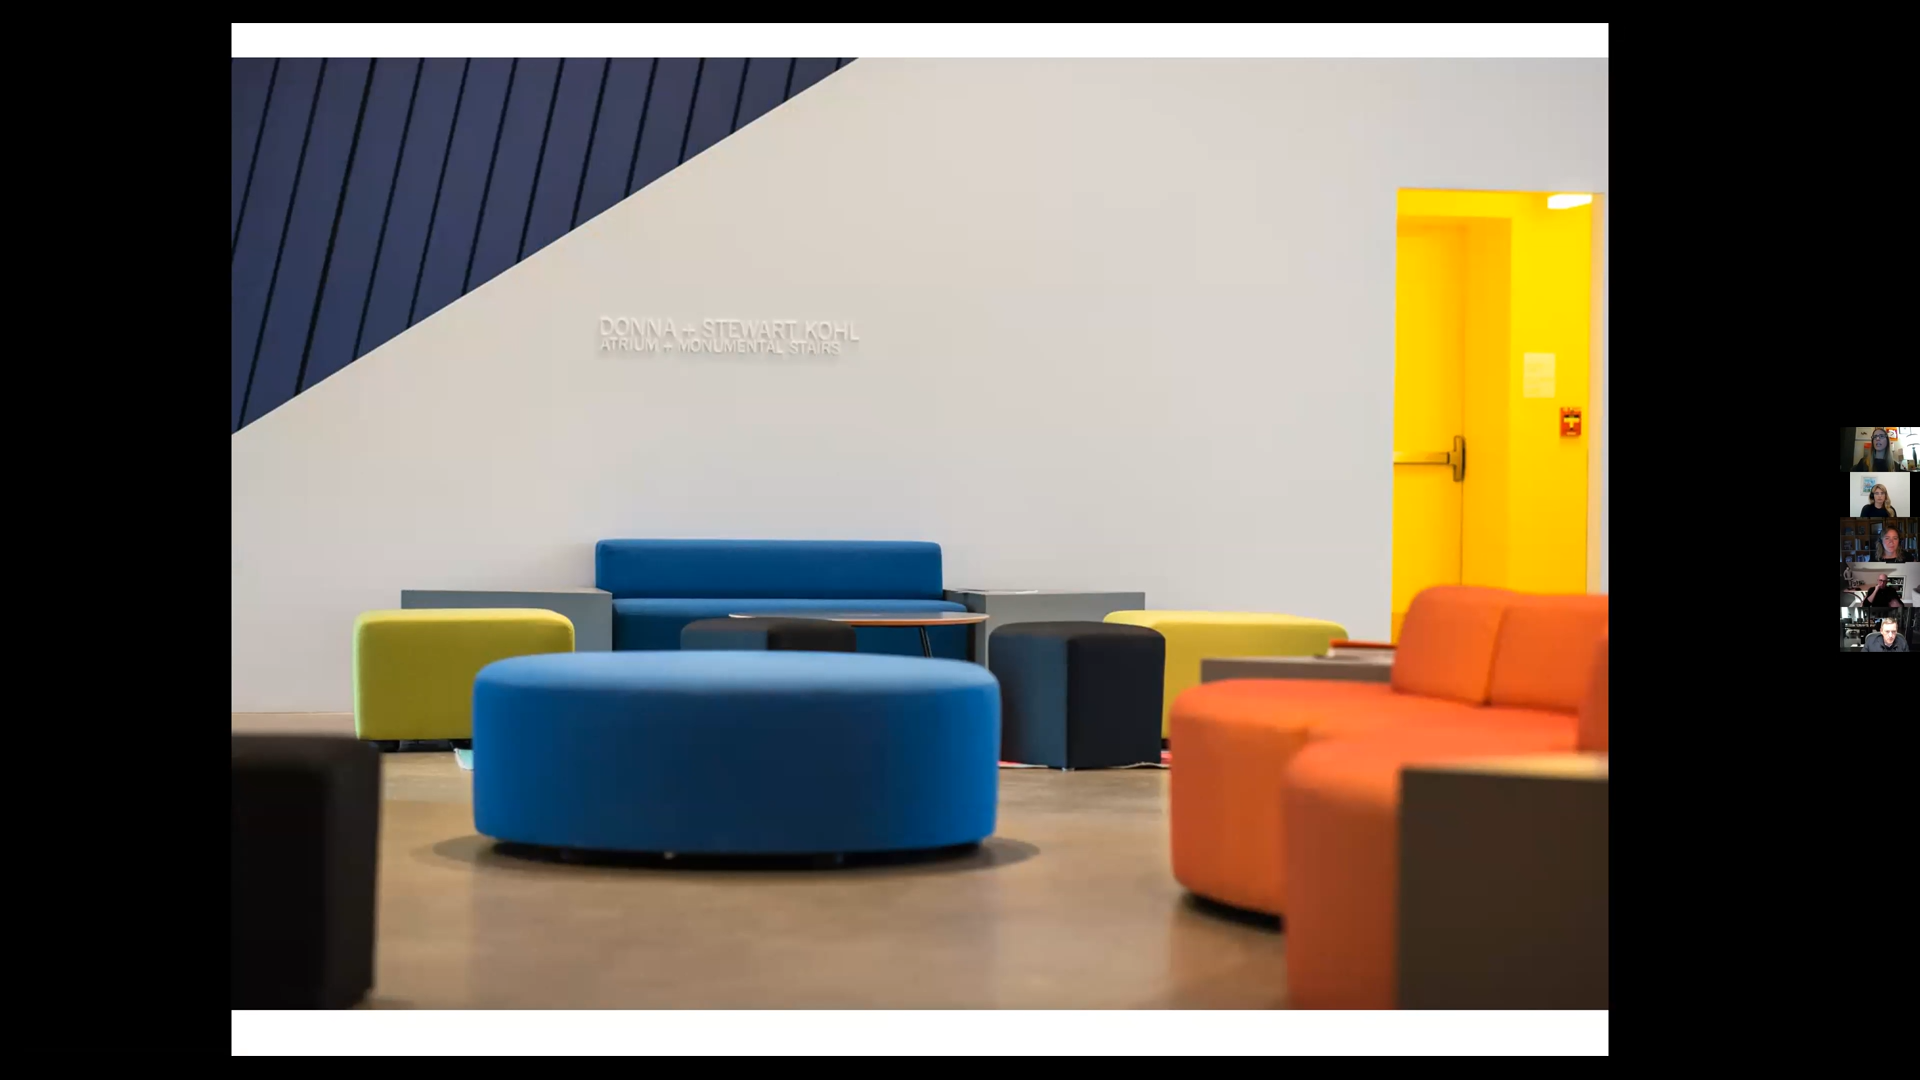 DONNA + STEWART KOHL
ATRIUM + MONUMENTAL STAIRS